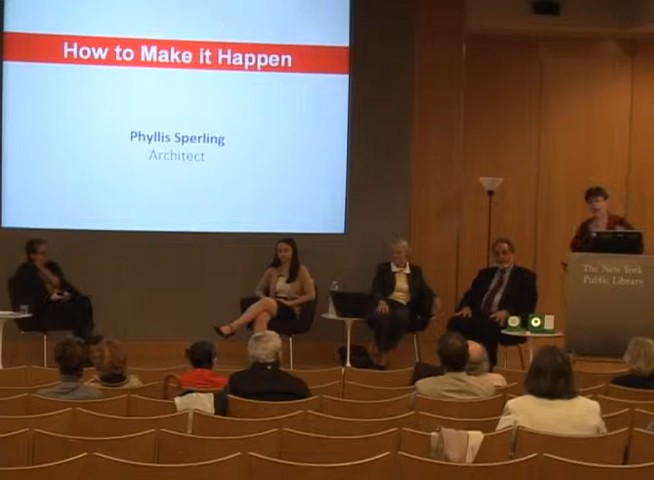 How to Make it Happen
Phyllis Sperling
Architect
The New York
Public Library